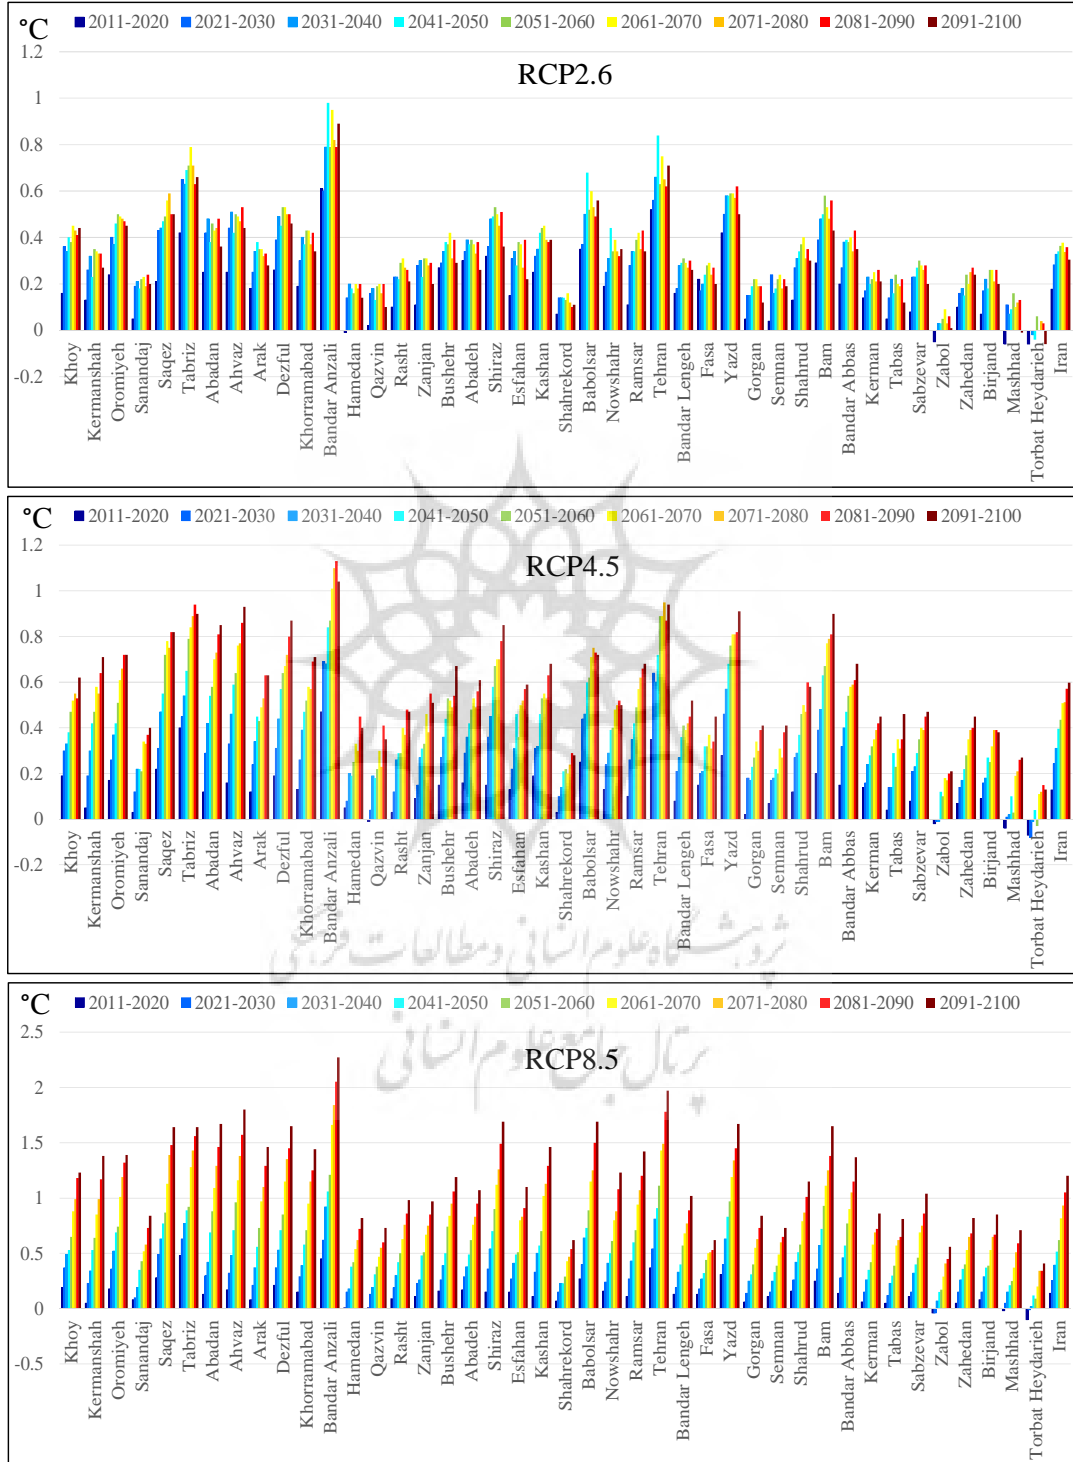 °C 2011-2020 2021-2030 2031-2040 2041-2050 2051-2060 2061-2070 2071-2080 2081-2090 2091-2100
RCP2.6
1.2
1
0.8
0.6
0.4
0.2
0
-0.2
Khoy
Kermanshah
Oromiyeh
Sanandaj
Saqez
Tabriz
Abadan
Ahvaz
Arak
Dezful
Khorramabad
Bandar Anzali
Hamedan
Qazvin
Rasht
Zanjan
Bushehr
Abadeh
Shiraz
Esfahan
Kashan
Shahrekord
Babolsar
Nowshahr
Ramsar
Tehran
Bandar Lengeh
Fasa
Yazd
Gorgan
Semnan
Shahrud
Bam
Bandar Abbas
Kerman
Tabas
Sabzevar
Zabol
Zahedan
Birjand
Mashhad
Torbat Heydarieh
Iran
°C 2011-2020 2021-2030 2031-2040 2041-2050 2051-2060 2061-2070 2071-2080 2081-2090 2091-2100
RCP4.5
1.2
1
0.8
0.6
0.4
0.2
0
-0.2
Khoy
Kermanshah
Oromiyeh
Sanandaj
Saqez
Tabriz
Abadan
Ahvaz
Arak
Dezful
Khorramabad
Bandar Anzali
Hamedan
Qazvin
Rasht
Zanjan
Bushehr
Abadeh
Shiraz
Esfahan
Kashan
Shahrekord
Babolsar
Nowshahr
Ramsar
Tehran
Bandar Lengeh
Fasa
Yazd
Gorgan
Semnan
Shahrud
Bam
Bandar Abbas
Kerman
Tabas
Sabzevar
Zabol
Zahedan
Birjand
Mashhad
Torbat Heydarieh
Iran
پژوهشگاه علوم انسانی و مطالعات فرهنگی
°C 2011-2020 2021-2030 2031-2040 2041-2050 2051-2060 2061-2070 2071-2080 2081-2090 2091-2100
پرتال جامع علوم انسانی
RCP8.5
2.5
2
1.5
1
0.5
0
-0.5
Khoy
Kermanshah
Oromiyeh
Sanandaj
Saqez
Tabriz
Abadan
Ahvaz
Arak
Dezful
Khorramabad
Bandar Anzali
Hamedan
Qazvin
Rasht
Zanjan
Bushehr
Abadeh
Shiraz
Esfahan
Kashan
Shahrekord
Babolsar
Nowshahr
Ramsar
Tehran
Bandar Lengeh
Fasa
Yazd
Gorgan
Semnan
Shahrud
Bam
Bandar Abbas
Kerman
Tabas
Sabzevar
Zabol
Zahedan
Birjand
Mashhad
Torbat Heydarieh
Iran